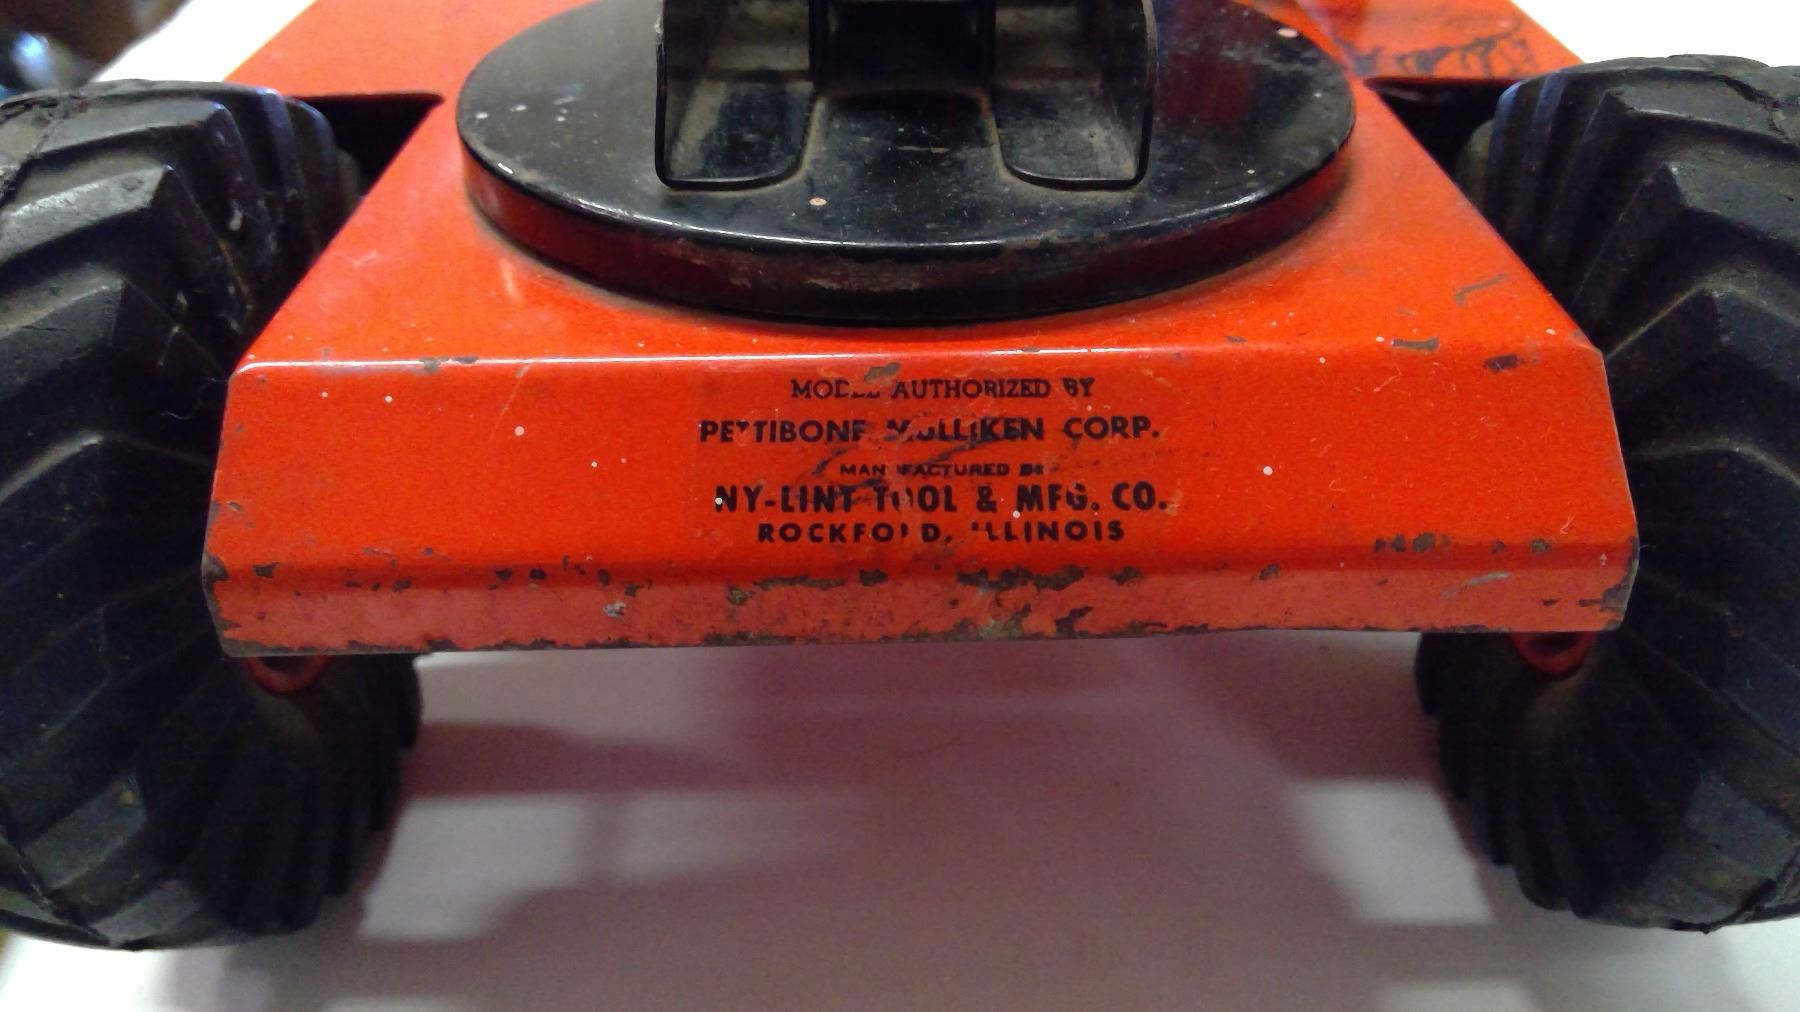 MODEL AUTHORIZED BY
PETTIBONE MULLIKEN CORP.
MANUFACTURED BY
NY-LINT TOOL & MFG. CO.
ROCKFORD, ILLINOIS